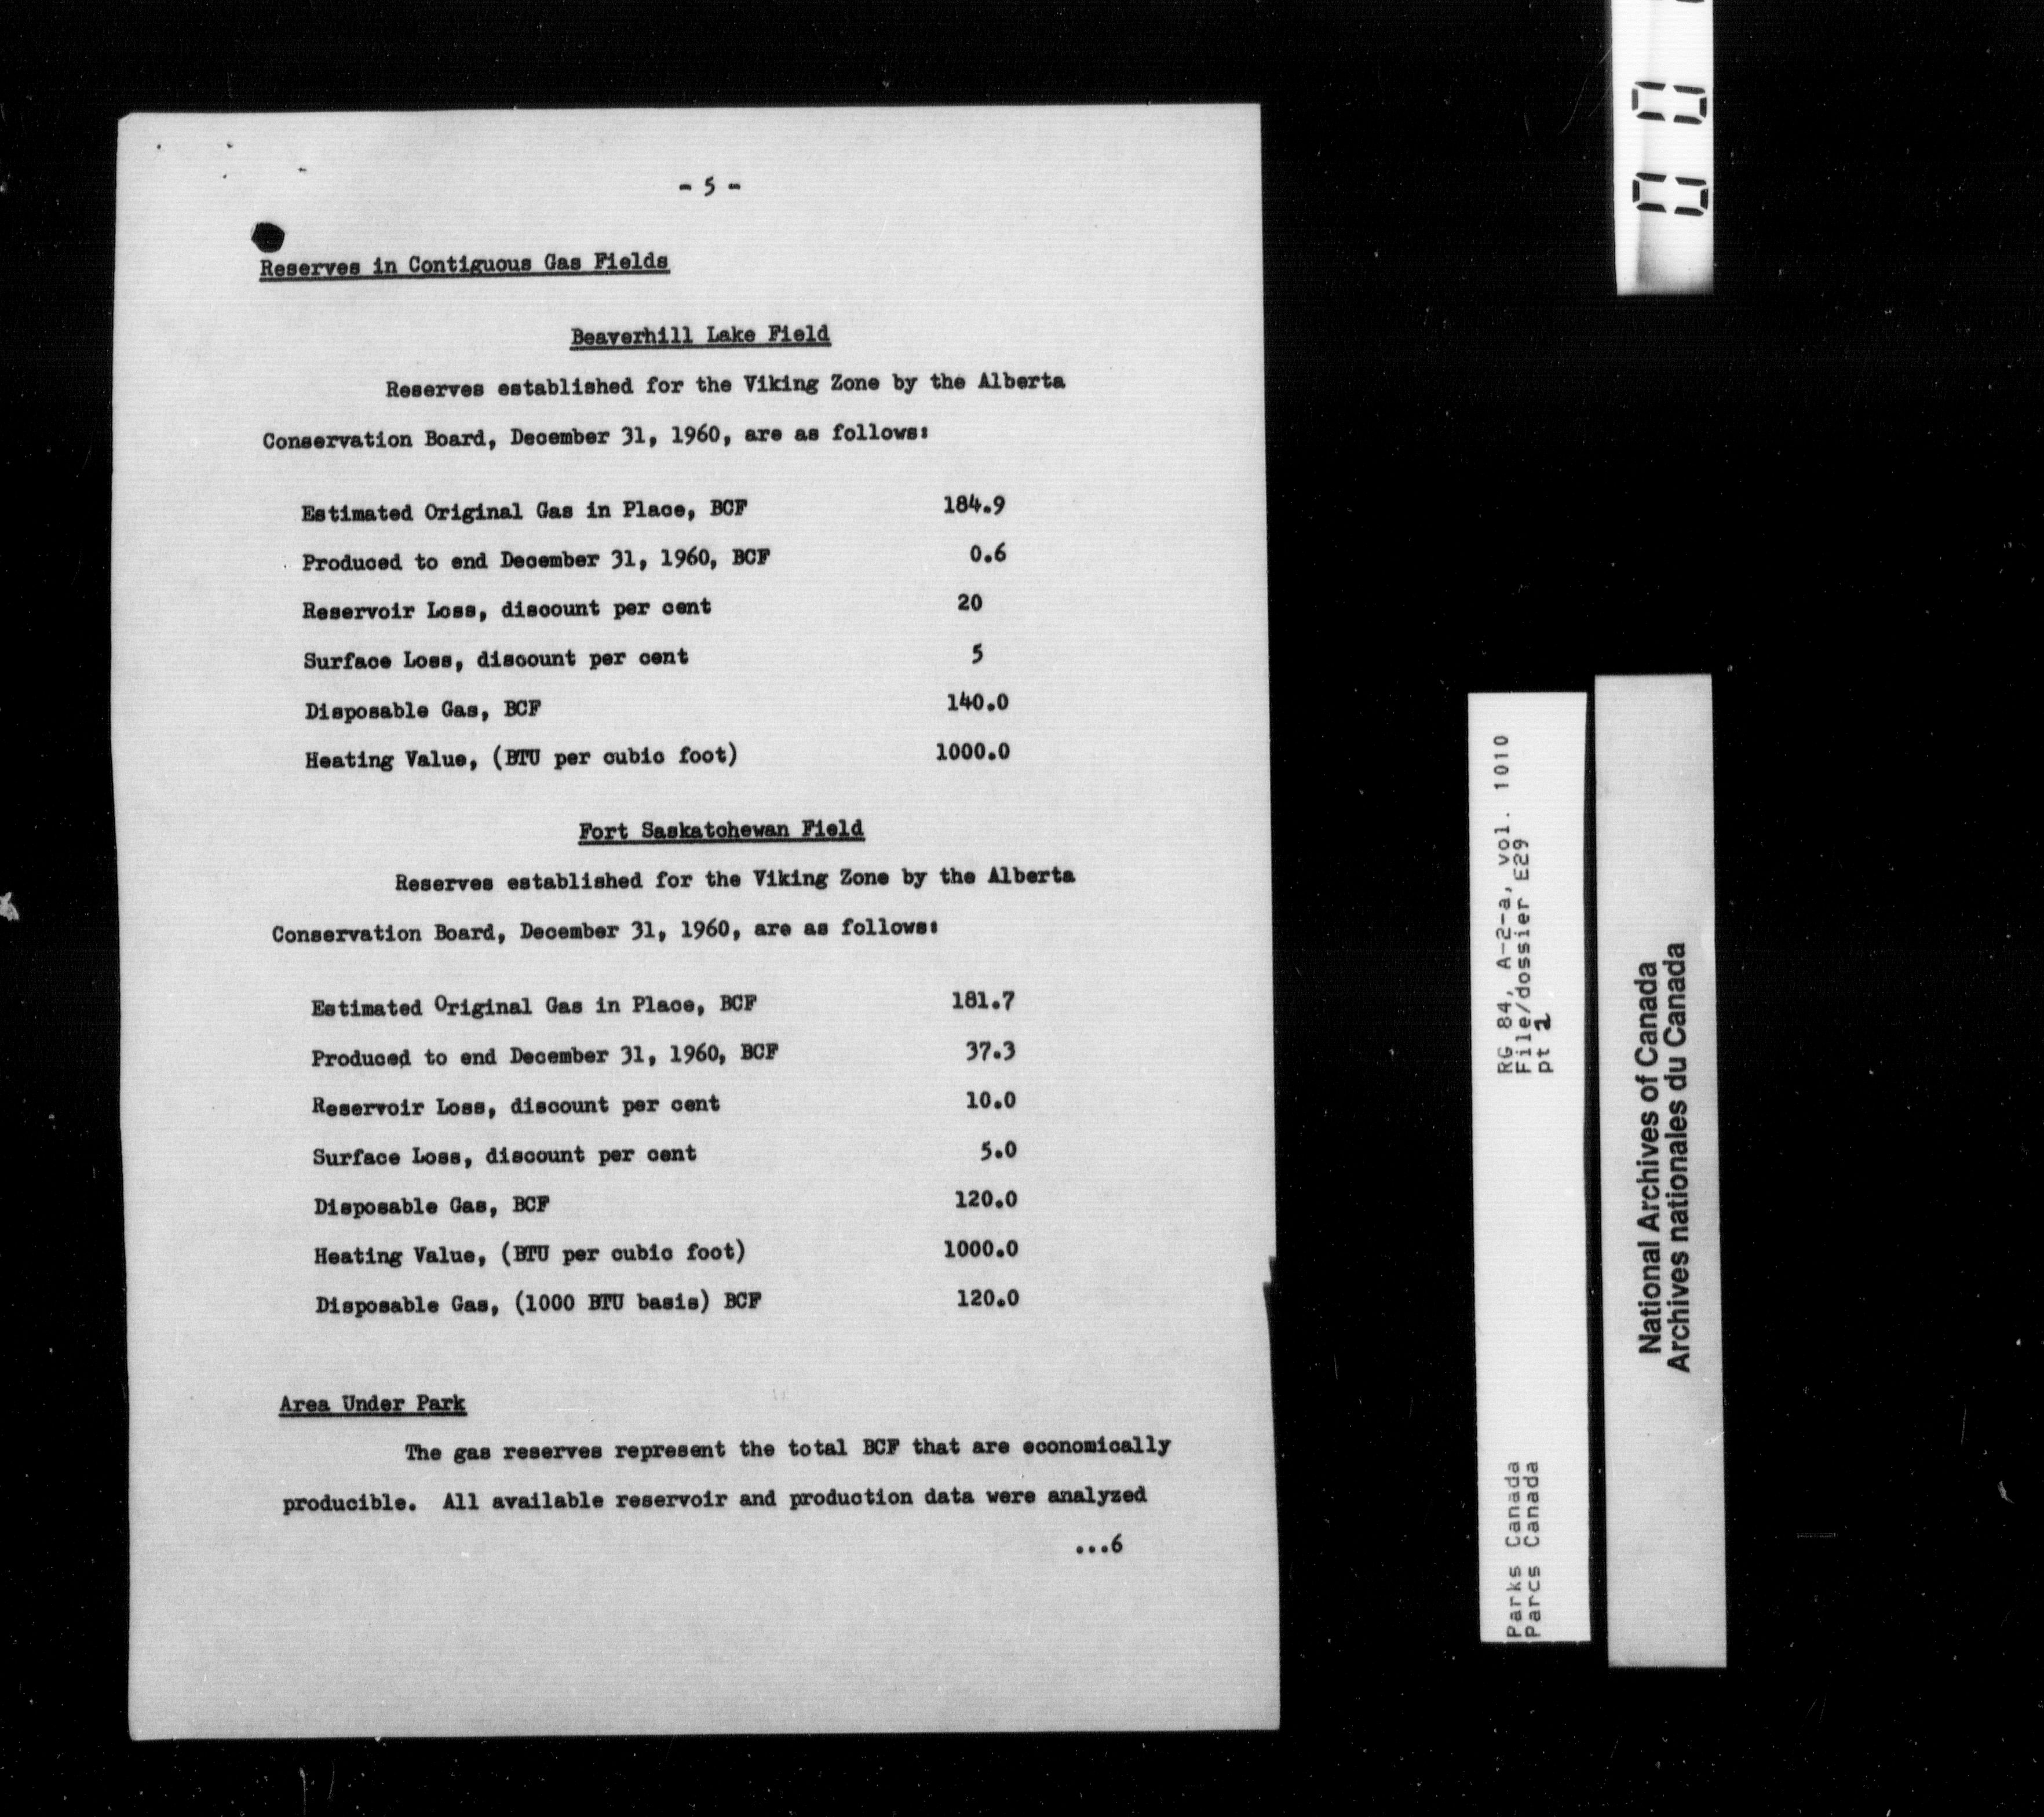 - 5 -
Reserves in Contiguous Gas Fields
Beaverhill Lake Field
Reserves established for the Viking Zone by the Alberta
Conservation Board, December 31, 1960, are as follows:
Estimated Original Gas in Place, BCF 184.9
Produced to end December 31, 1960, BCF 0.6
Reservoir Loss, discount per cent 20
Surface Loss, discount per cent 5
Disposable Gas, BCF 140.0
Heating Value, (BTU per cubic foot) 1000.0
Fort Saskatchewan Field
Reserves established for the Viking Zone by the Alberta
Conservation Board, December 31, 1960, are as follows:
Estimated Original Gas in Place, BCF 181.7
Produced to end December 31, 1960, BCF 37.3
Reservoir Loss, discount per cent 10.0
Surface Loss, discount per cent 5.0
Disposable Gas, BCF 120.0
Heating Value, (BTU per cubic foot) 1000.0
Disposable Gas, (1000 BTU basis) BCF 120.0
Area Under Park
The gas reserves represent the total BCF that are economically
producible. All available reservoir and production data were analyzed
...6
RG 84, A-2-a, vol. 1010
File/dossier E29
pt 2
Parks Canada
Parcs Canada
National Archives of Canada
Archives nationales du Canada